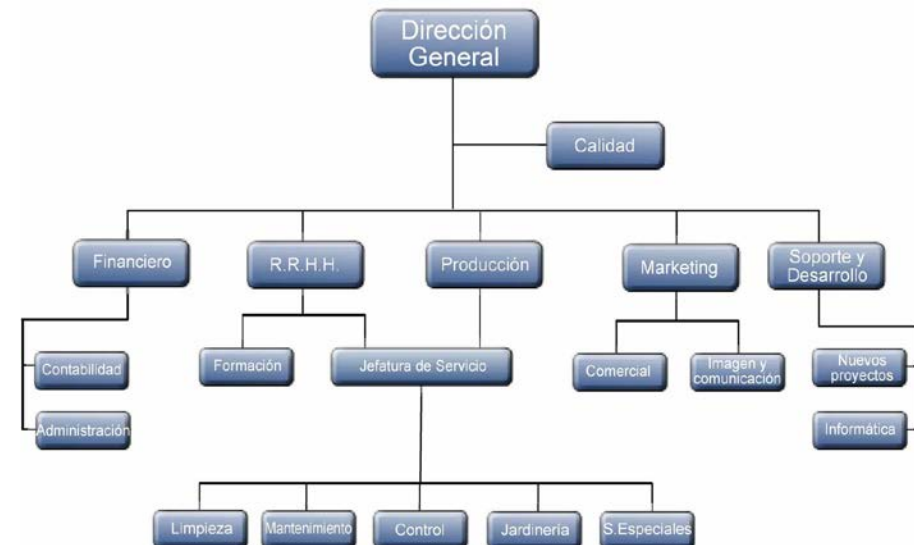 Dirección
General
Calidad
Financiero
R.R.H.H.
Producción
Marketing
Soporte y
Desarrollo
Contabilidad
Formación
Jefatura de Servicio
Comercial
Imagen y
comunicación
Nuevos
proyectos
Administración
Informática
Limpieza
Mantenimiento
Control
Jardineria
S.Especiales